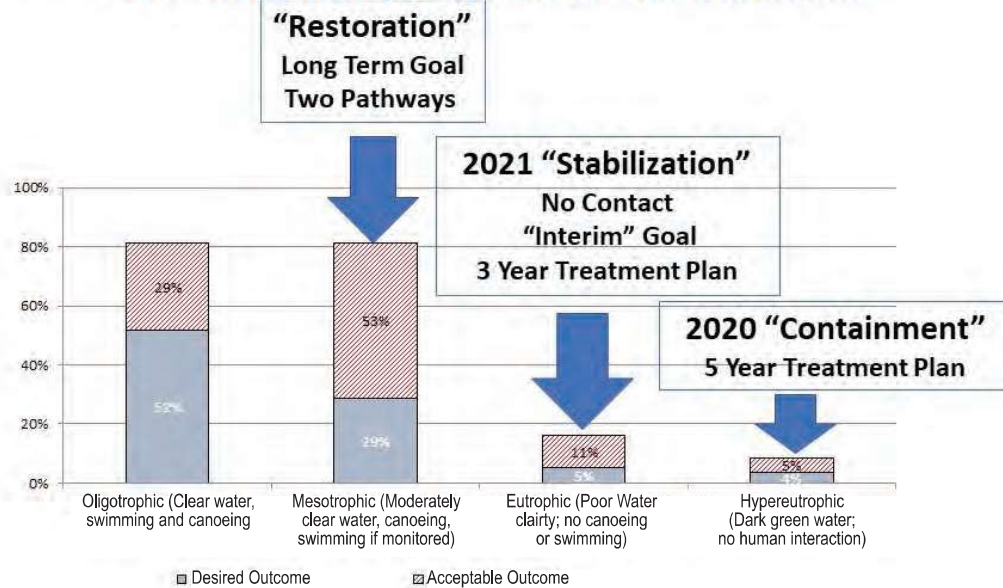 “Restoration”
Long Term Goal
Two Pathways
2021 “Stabilization”
No Contact
“Interim” Goal
3 Year Treatment Plan
2020 “Containment”
5 Year Treatment Plan
100%
80%
60%
40%
20%
0%
29%
52%
53%
29%
11%
5%
5%
4%
Oligotrophic (Clear water,
swimming and canoeing
Mesotrophic (Moderately
clear water, canoeing,
swimming if monitored)
Eutrophic (Poor Water
clairty; no canoeing
or swimming)
Hypereutrophic
(Dark green water;
no human interaction)
Desired Outcome
Acceptable Outcome